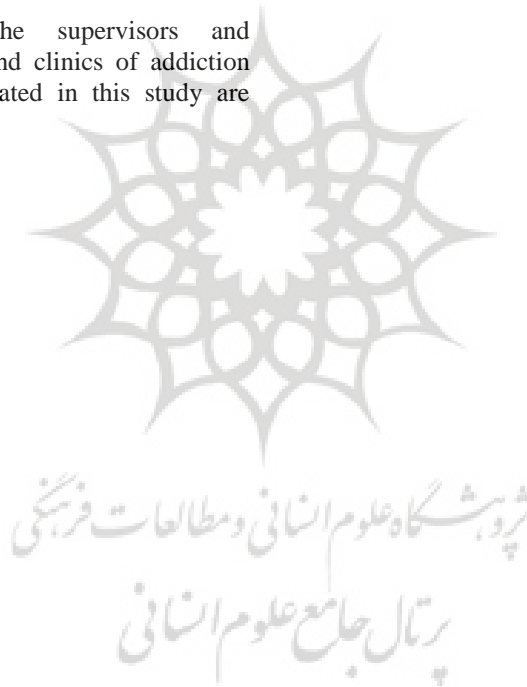 he supervisors and
nd clinics of addiction
ated in this study are
پژوهشگاه علوم انسانی و مطالعات فرهنگی
پرتال جامع علوم انسانی